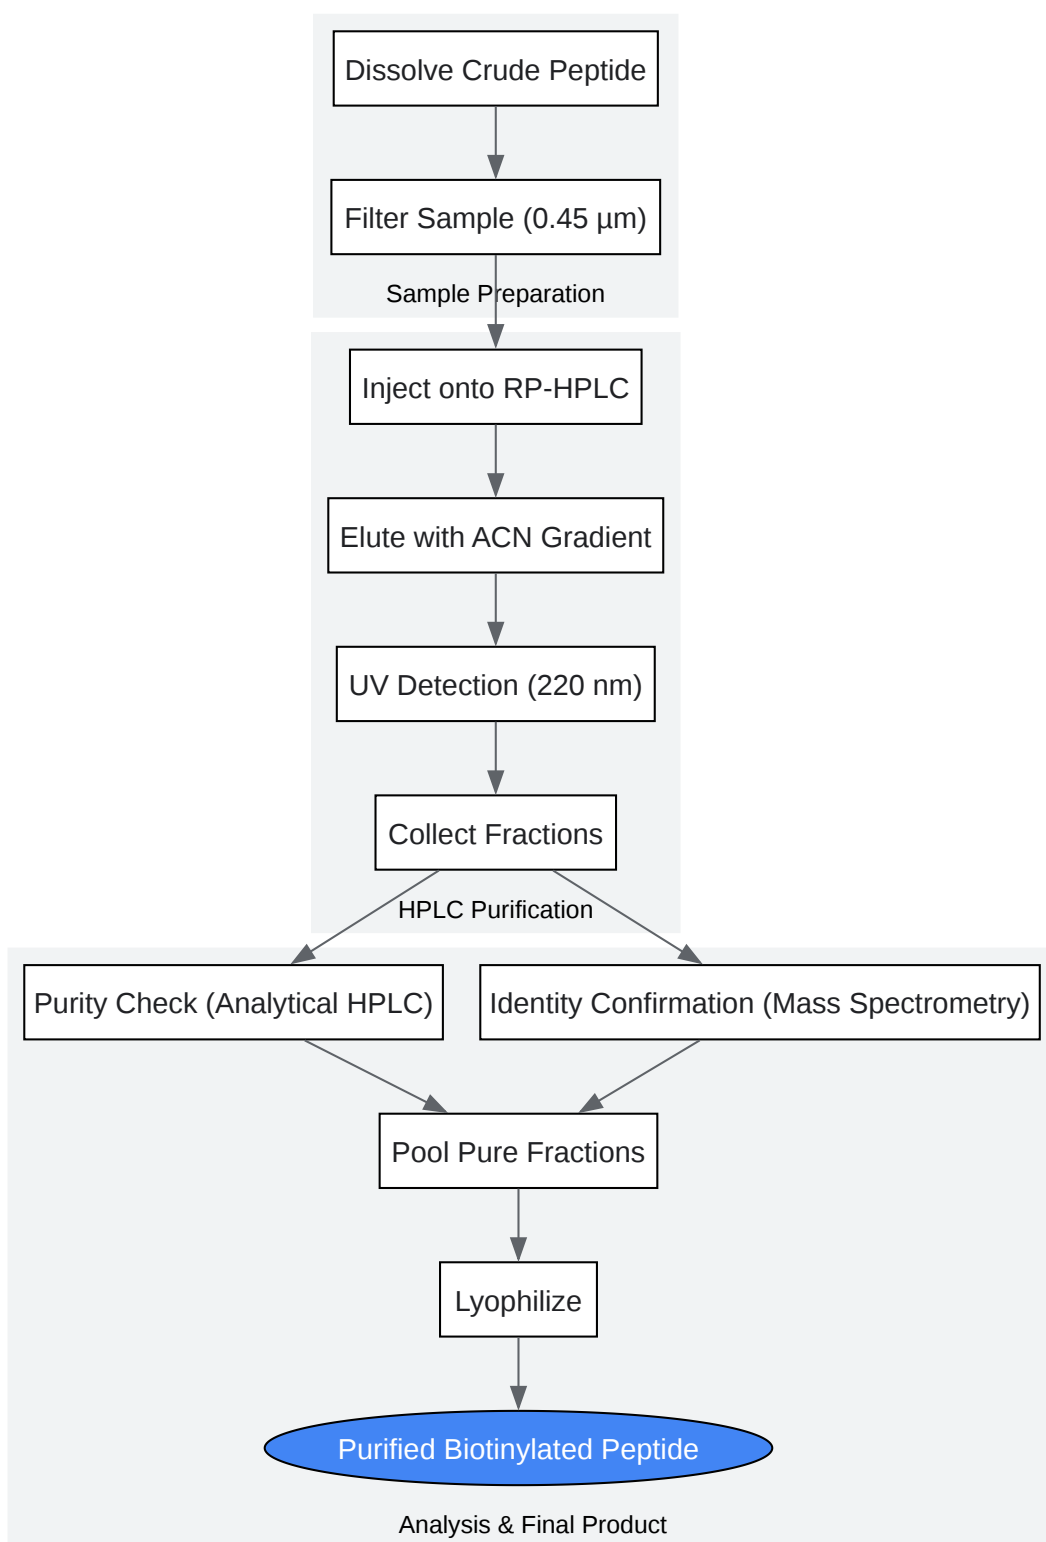 Dissolve Crude Peptide
Filter Sample (0.45 µm)
Sample Preparation
Inject onto RP-HPLC
Elute with ACN Gradient
UV Detection (220 nm)
Collect Fractions
HPLC Purification
Purity Check (Analytical HPLC)
Identity Confirmation (Mass Spectrometry)
Pool Pure Fractions
Lyophilize
Purified Biotinylated Peptide
Analysis & Final Product